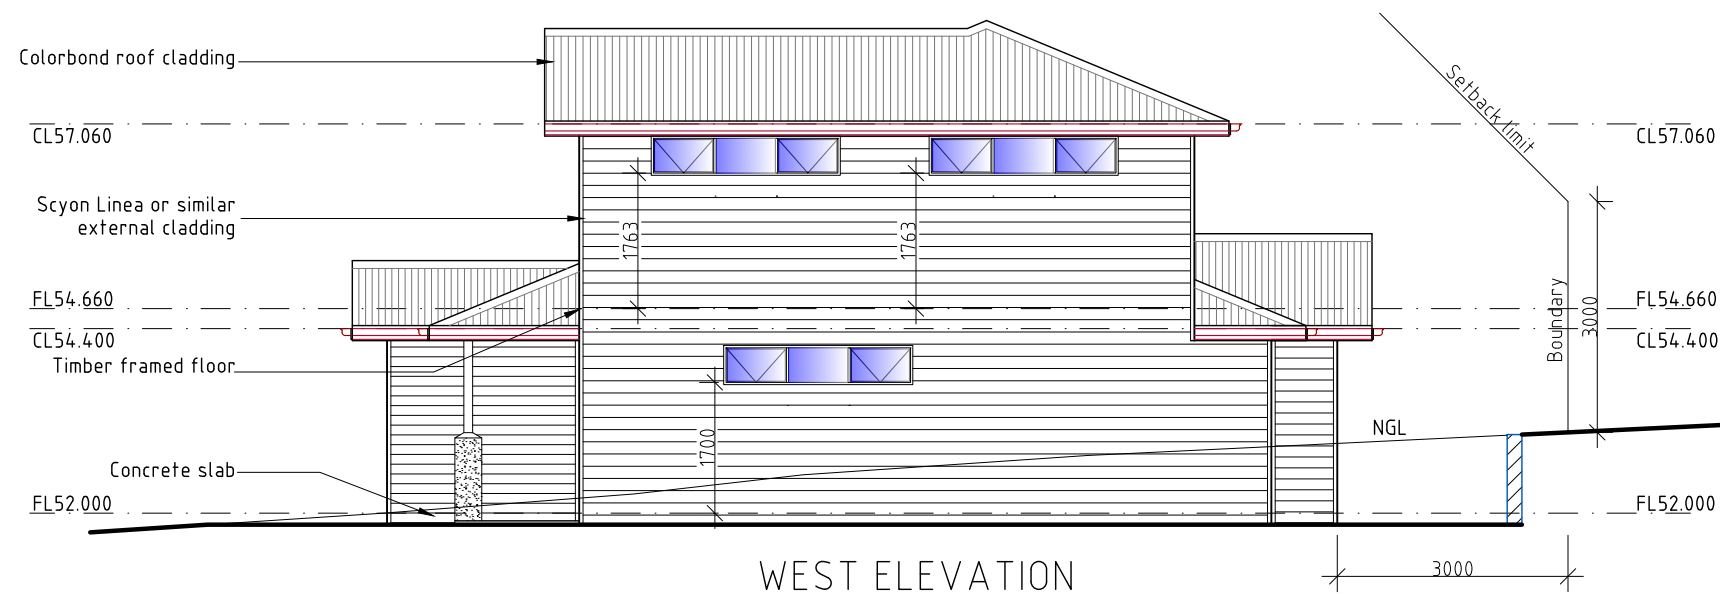 Colorbond roof cladding
Setback limit
CL57.060
CL57.060
Scyon Linea or similar
external cladding
1763
1763
FL54.660
FL54.660
Boundary
3000
CL54.400
CL54.400
Timber framed floor
1700
NGL
Concrete slab
FL52.000
FL52.000
WEST ELEVATION
3000